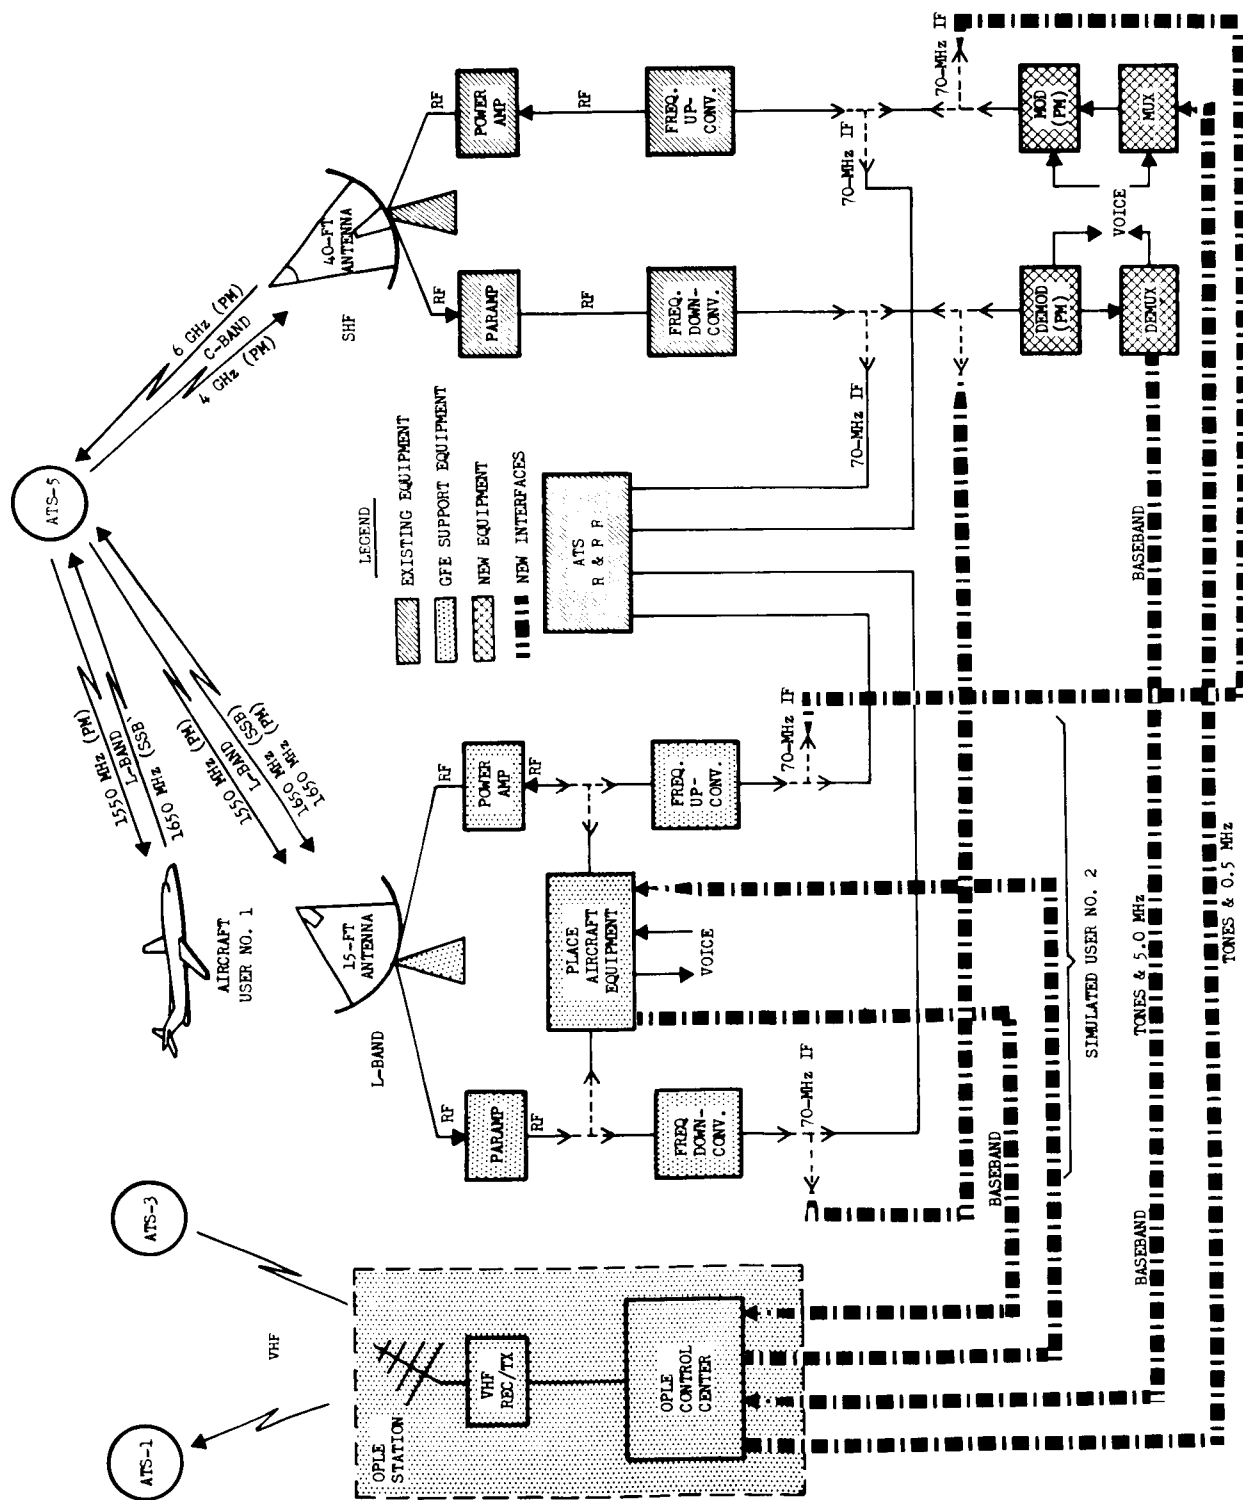 ATS-1
ATS-3
VHF
OPLE
STATION
VHF
REC/TX
OPLE
CONTROL
CENTER
ATS-5
1550 MHz (PM)
L-BAND
1650 MHz (SSB)
1550 MHz (PM)
L-BAND
1650 MHz (SSB)
1650 MHz (PM)
6 GHz (PM)
C-BAND
4 GHz (PM)
AIRCRAFT
USER NO. 1
15-FT
ANTENNA
L-BAND
RF
RF
PARAMP
POWER
AMP
RF
RF
PLACE
AIRCRAFT
EQUIPMENT
VOICE
FREQ
DOWN-
CONV.
FREQ.
UP-
CONV.
70-MHz IF
70-MHz IF
BASEBAND
SIMULATED USER NO. 2
BASEBAND
TONES & 5.0 MHz
BASEBAND
TONES & 0.5 MHz
LEGEND
EXISTING EQUIPMENT
GFE SUPPORT EQUIPMENT
NEW EQUIPMENT
NEW INTERFACES
ATS
R & R R
40-FT
ANTENNA
SHF
RF
RF
PARAMP
POWER
AMP
RF
RF
FREQ.
DOWN-
CONV.
FREQ.
UP-
CONV.
70-MHz IF
70-MHz IF
70-MHz IF
DEMOD
(PM)
MOD
(PM)
VOICE
DEMUX
MUX